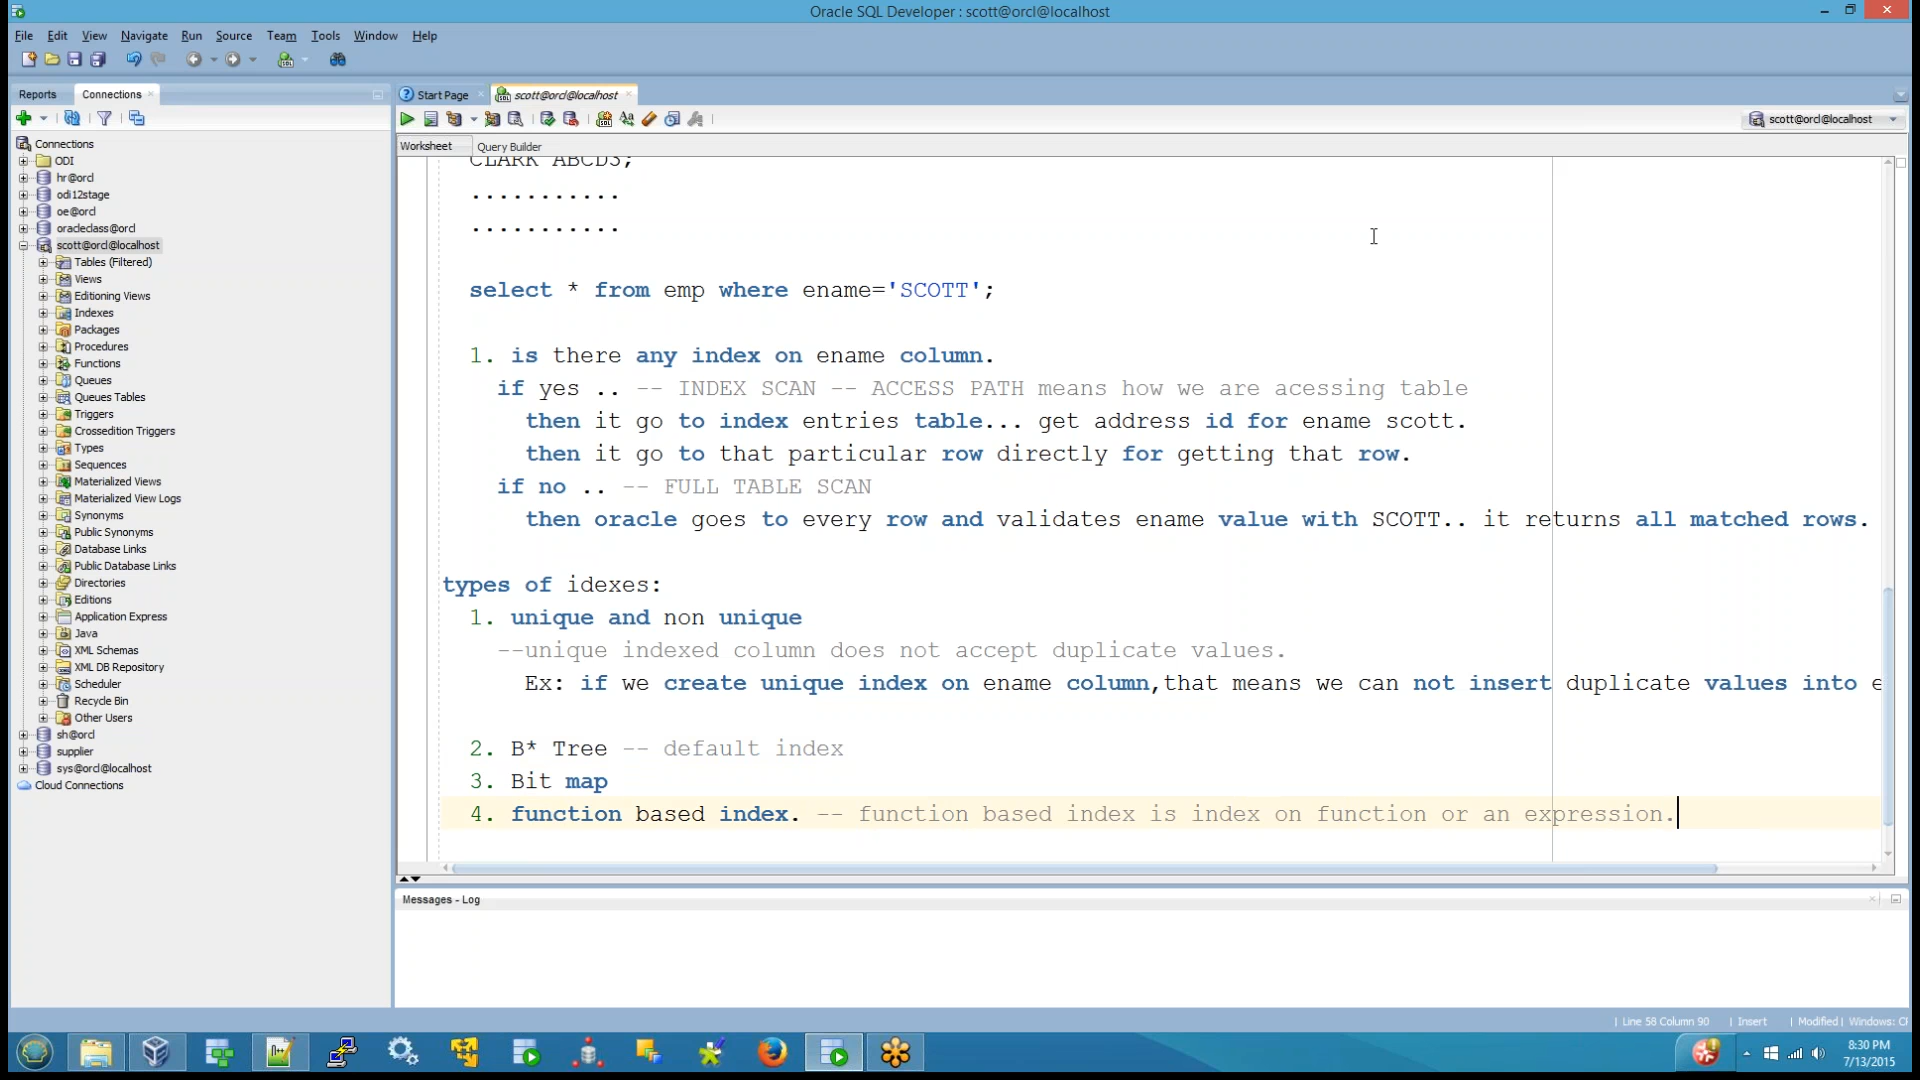 Oracle SQL Developer : scott@orcl@localhost
File Edit View Navigate Run Source Team Tools Window Help
Reports Connections
Start Page scott@orcl@localhost
scott@orcl@localhost
Worksheet Query Builder
Connections
ODI
hr@orcl
odi12stage
oe@orcl
oracleclass@orcl
scott@orcl@localhost
Tables (Filtered)
Views
Editioning Views
Indexes
Packages
Procedures
Functions
Queues
Queues Tables
Triggers
Crossedition Triggers
Types
Sequences
Materialized Views
Materialized View Logs
Synonyms
Public Synonyms
Database Links
Public Database Links
Directories
Editions
Application Express
Java
XML Schemas
XML DB Repository
Scheduler
Recycle Bin
Other Users
sh@orcl
supplier
sys@orcl@localhost
Cloud Connections
CLARK ABCD3;
...........
...........
select * from emp where ename='SCOTT';
1. is there any index on ename column.
if yes .. -- INDEX SCAN -- ACCESS PATH means how we are acessing table
then it go to index entries table... get address id for ename scott.
then it go to that particular row directly for getting that row.
if no .. -- FULL TABLE SCAN
then oracle goes to every row and validates ename value with SCOTT.. it returns all matched rows.
types of idexes:
1. unique and non unique
--unique indexed column does not accept duplicate values.
Ex: if we create unique index on ename column,that means we can not insert duplicate values into e
2. B* Tree -- default index
3. Bit map
4. function based index. -- function based index is index on function or an expression.
Messages - Log
Line 58 Column 90 Insert Modified Windows: C
8:30 PM
7/13/2015